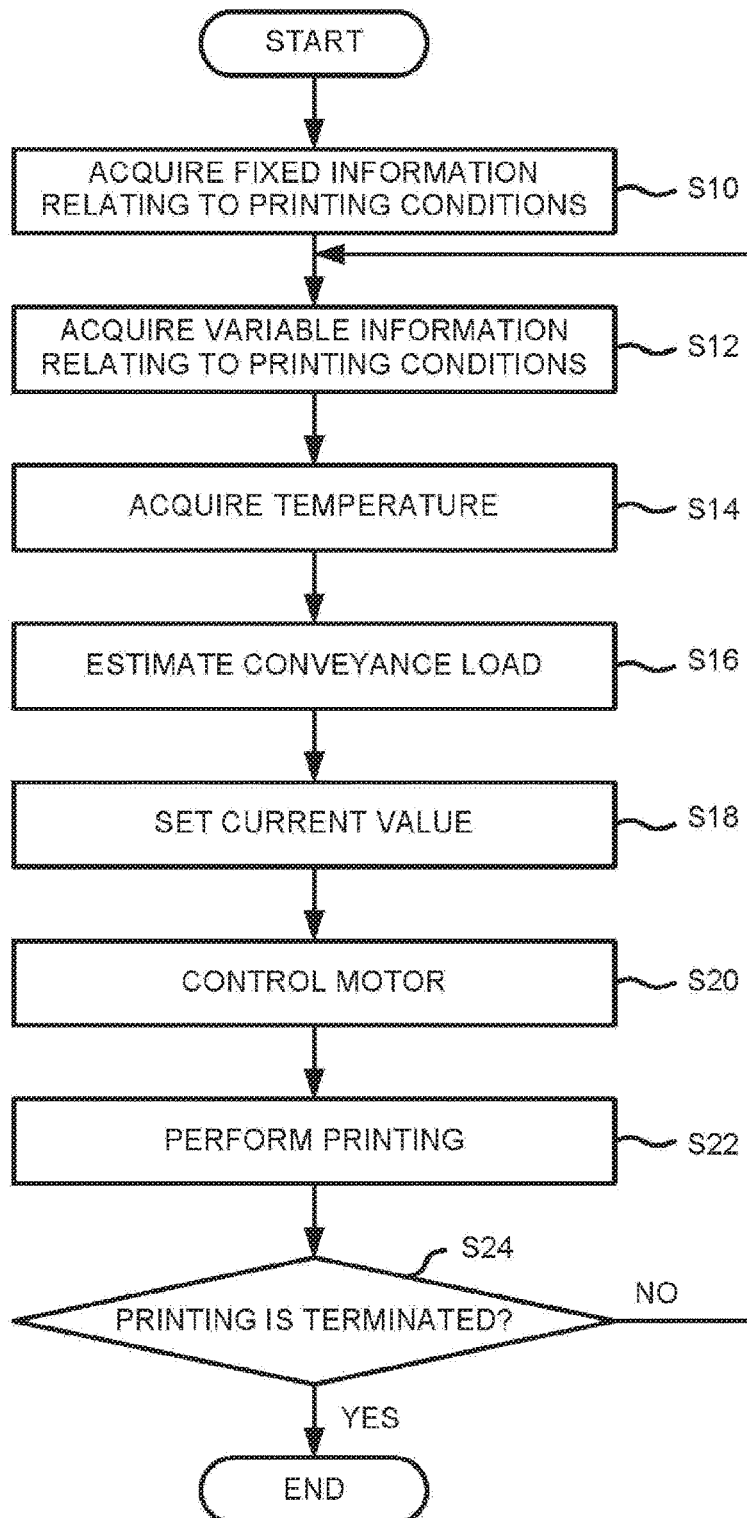 START
ACQUIRE FIXED INFORMATION
RELATING TO PRINTING CONDITIONS
S10
ACQUIRE VARIABLE INFORMATION
RELATING TO PRINTING CONDITIONS
S12
ACQUIRE TEMPERATURE
S14
ESTIMATE CONVEYANCE LOAD
S16
SET CURRENT VALUE
S18
CONTROL MOTOR
S20
PERFORM PRINTING
S22
S24
PRINTING IS TERMINATED?
NO
YES
END